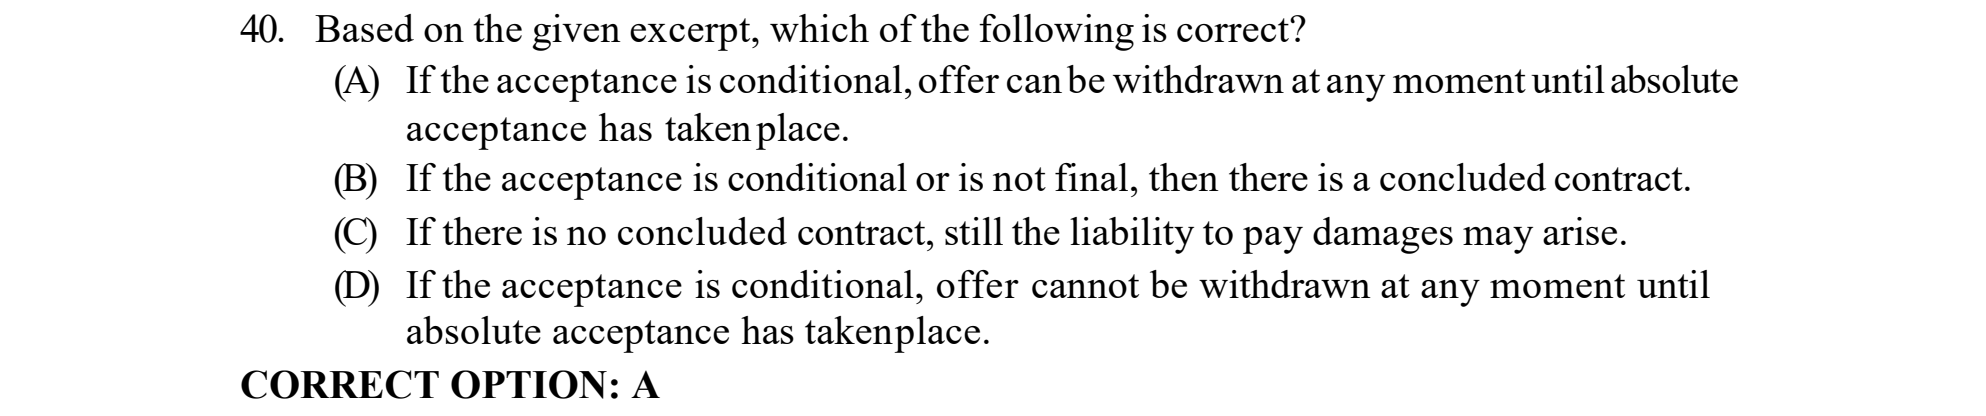 40. Based on the given excerpt, which of the following is correct?
(A) If the acceptance is conditional, offer can be withdrawn at any moment until absolute
acceptance has taken place.
(B) If the acceptance is conditional or is not final, then there is a concluded contract.
(C) If there is no concluded contract, still the liability to pay damages may arise.
(D) If the acceptance is conditional, offer cannot be withdrawn at any moment until
absolute acceptance has taken place.
CORRECT OPTION: A